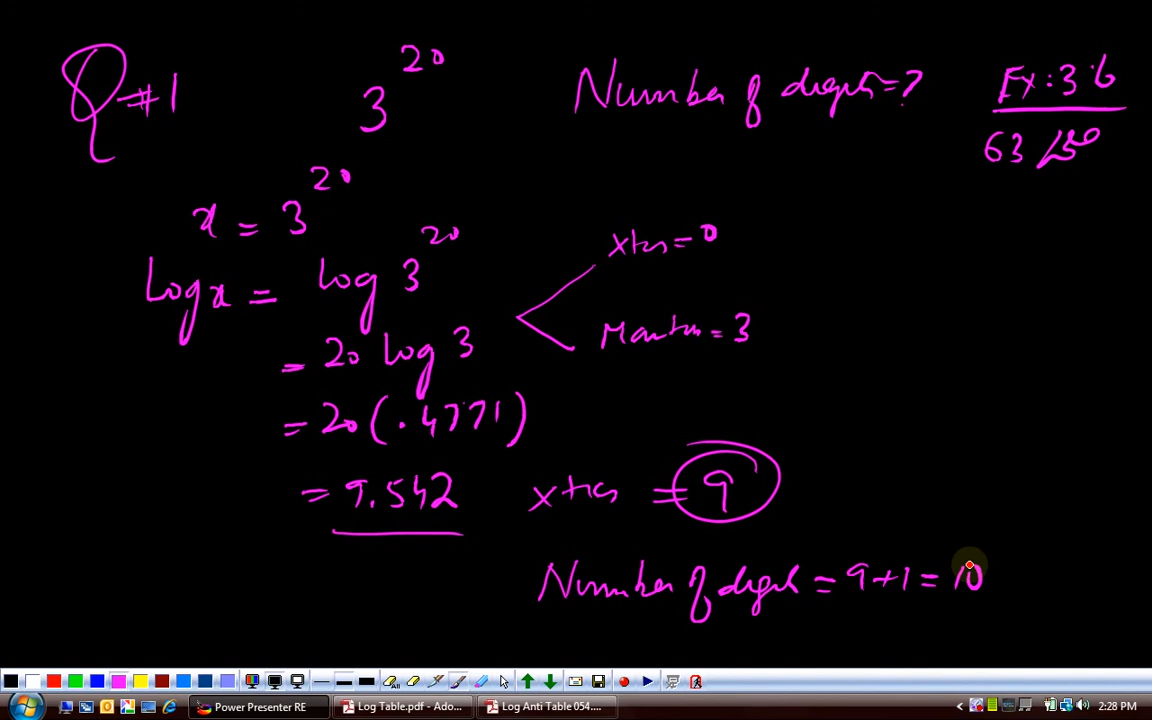 Q#1 3^20 Number of digits=? Ex: 3.6
63/50
x = 3^20
Log x = log 3^20
xtcs = 0
= 20 log 3
Mantss = 3
= 20(.4771)
= 9.542 xtics = 9
Number of digits = 9+1 = 10
Power Presenter RE
Log Table.pdf - Ado...
Log Anti Table 054....
2:28 PM